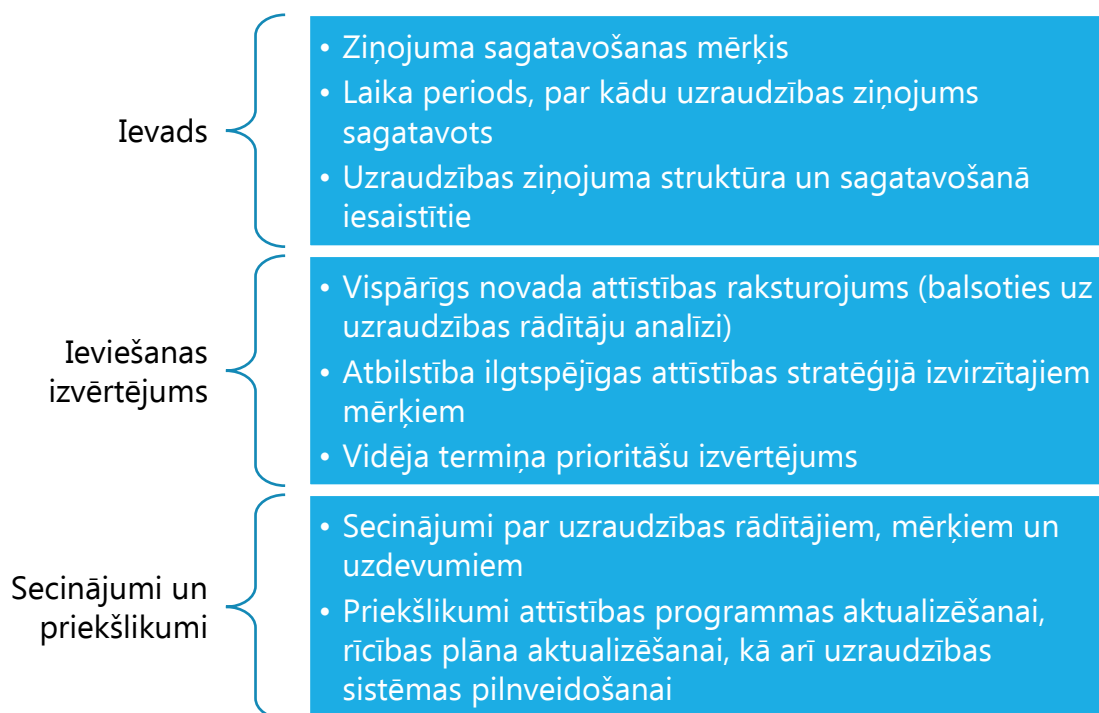 Ievads
• Ziņojuma sagatavošanas mērķis
• Laika periods, par kādu uzraudzības ziņojums
sagatavots
• Uzraudzības ziņojuma struktūra un sagatavošanā
iesaistītie
Ieviešanas
izvērtējums
• Vispārīgs novada attīstības raksturojums (balsoties uz
uzraudzības rādītāju analīzi)
• Atbilstība ilgtspējīgas attīstības stratēģijā izvirzītajiem
mērķiem
• Vidēja termiņa prioritāšu izvērtējums
Secinājumi un
priekšlikumi
• Secinājumi par uzraudzības rādītājiem, mērķiem un
uzdevumiem
• Priekšlikumi attīstības programmas aktualizēšanai,
rīcības plāna aktualizēšanai, kā arī uzraudzības
sistēmas pilnveidošanai